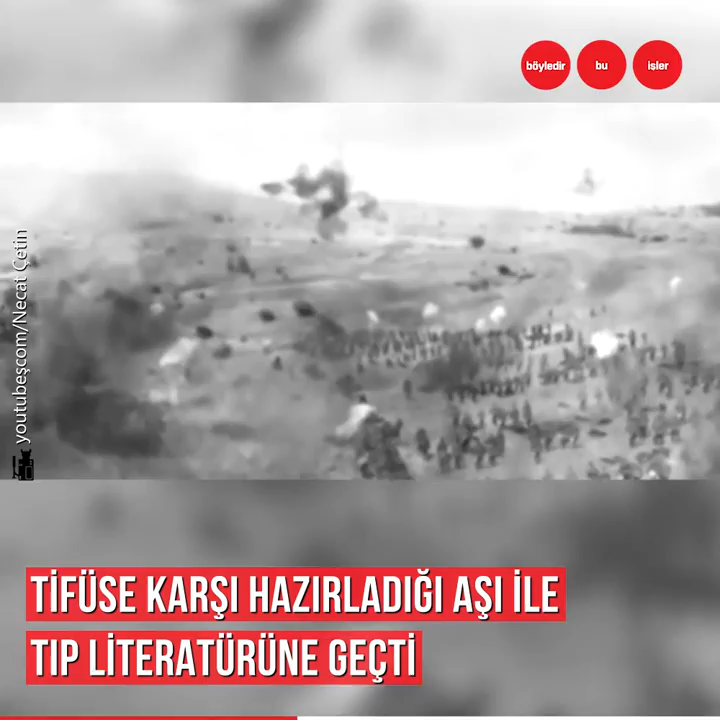 böyledir bu işler
youtubeşcom/Necat Çetin
TİFÜSE KARŞI HAZIRLADIĞI AŞI İLE
TIP LİTERATÜRÜNE GEÇTİ